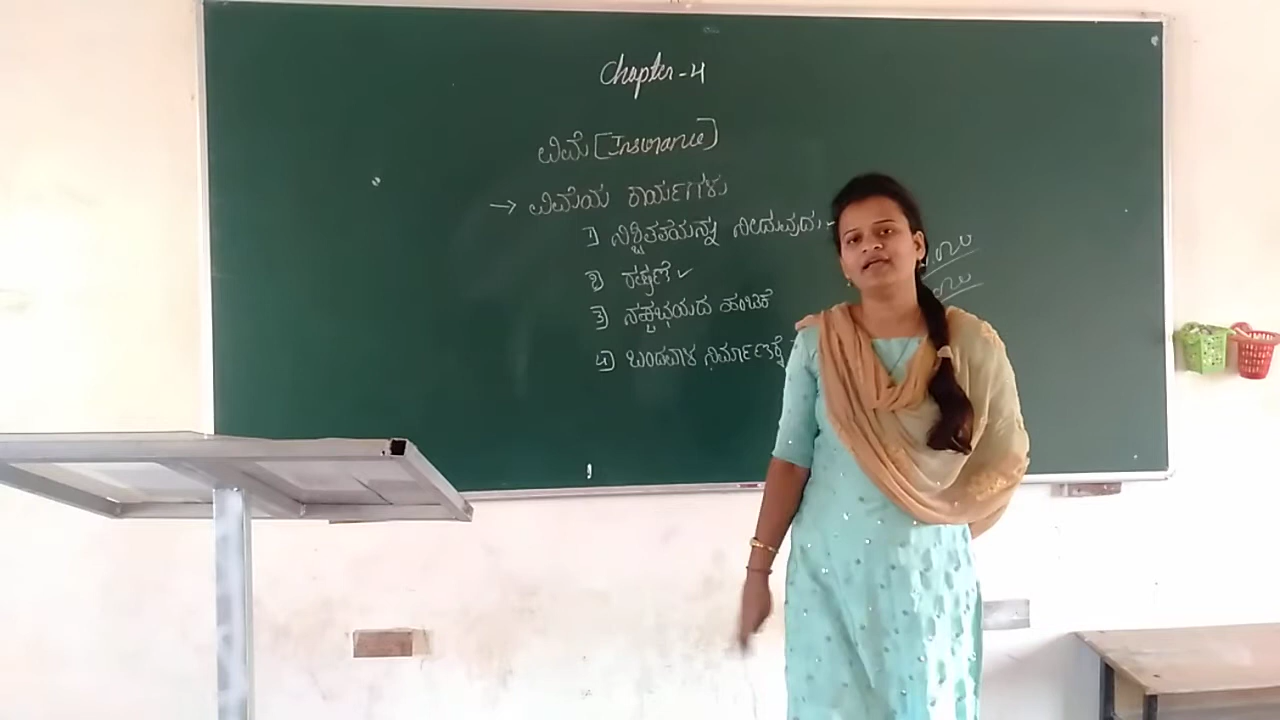 Chapter-4
ವಿಮೆ [Insurance]
→ ವಿಮೆಯ ಕಾರ್ಯಗಳು
1) ನಿಶ್ಚಿತತೆಯನ್ನು ನೀಡುವುದು
2) ರಕ್ಷಣೆ ✓
3) ನಷ್ಟಭಯದ ಹಂಚಿಕೆ
4) ಬಂಡವಾಳ ನಿರ್ಮಾಣಕ್ಕೆ